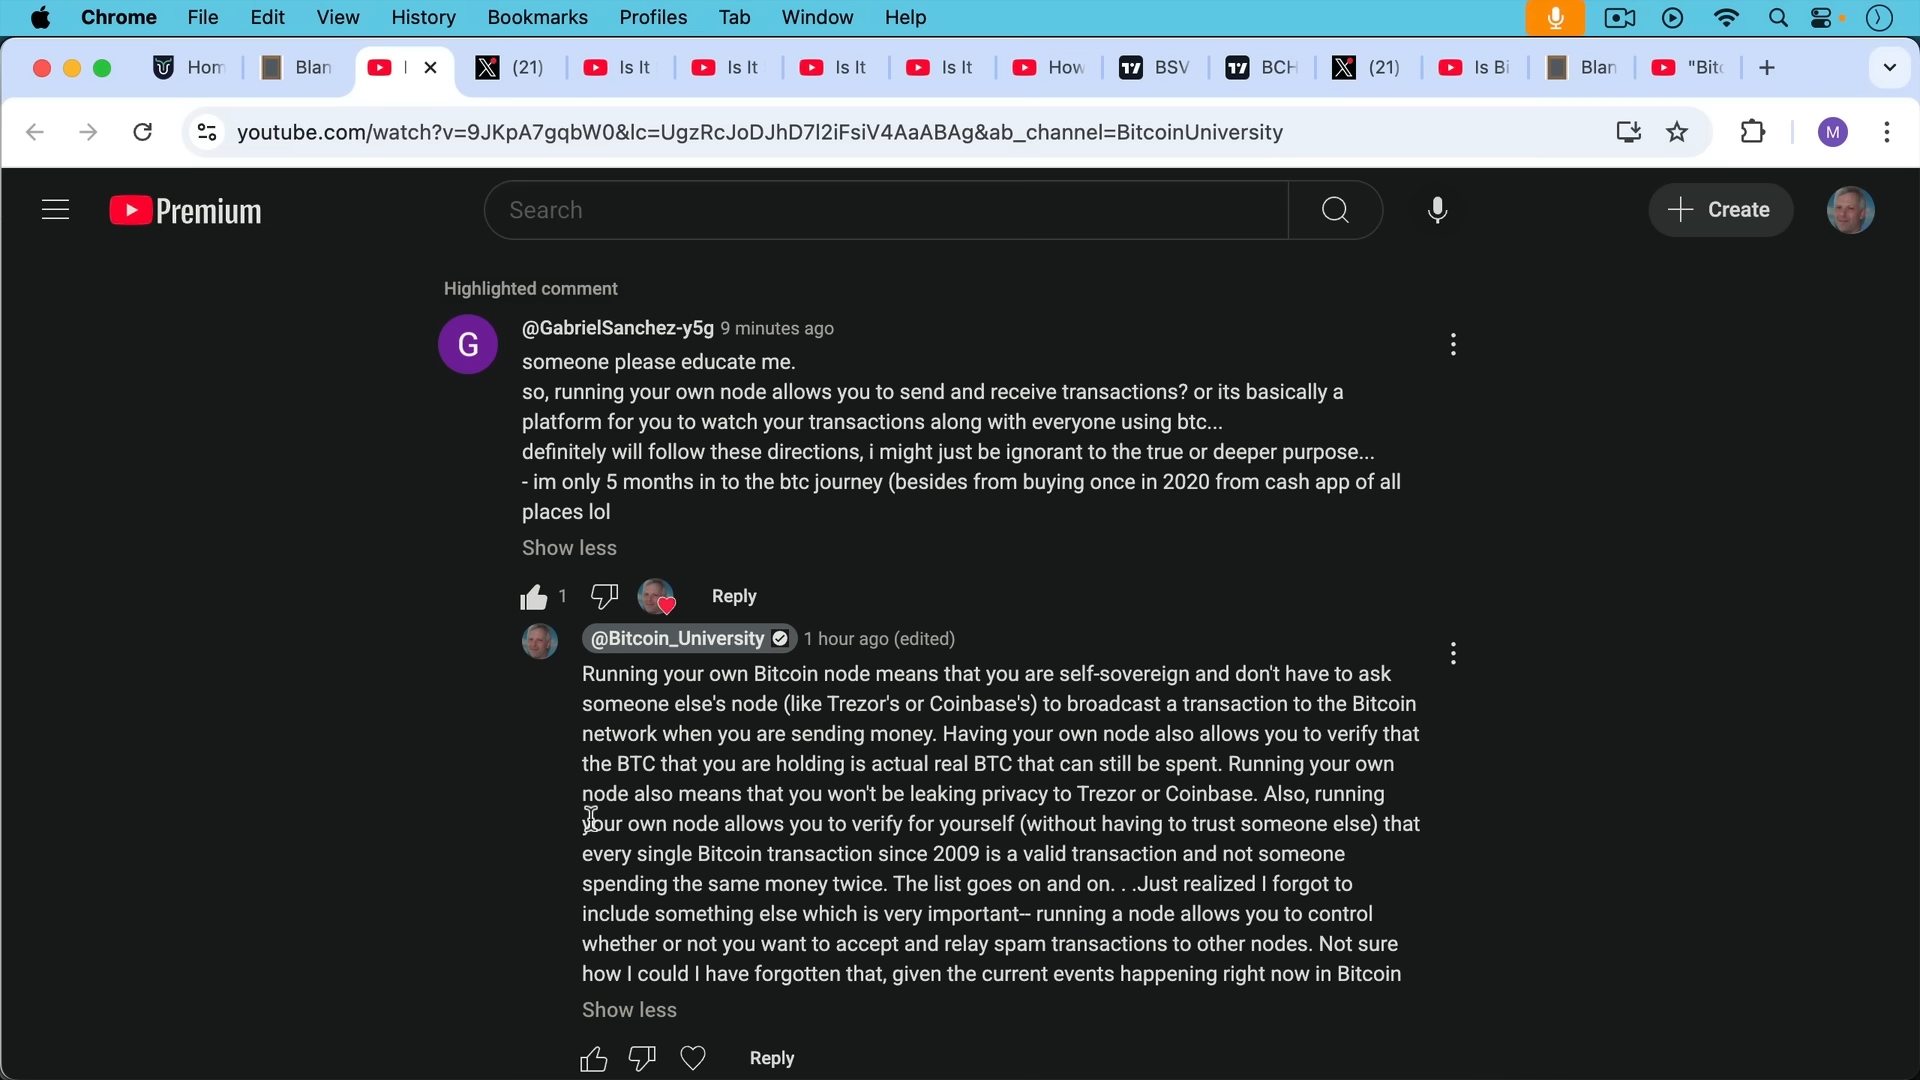 Chrome File Edit View History Bookmarks Profiles Tab Window Help
Hom Blan I (21) Is It Is It Is It Is It How BSV BCH (21) Is Bi Blan "Bitc
youtube.com/watch?v=9JKpA7gqbW0&lc=UgzRcJoDJhD7l2iFsiV4AaABAg&ab_channel=BitcoinUniversity M
Premium Search Create
Highlighted comment
G
@GabrielSanchez-y5g 9 minutes ago
someone please educate me.
so, running your own node allows you to send and receive transactions? or its basically a
platform for you to watch your transactions along with everyone using btc...
definitely will follow these directions, i might just be ignorant to the true or deeper purpose...
- im only 5 months in to the btc journey (besides from buying once in 2020 from cash app of all
places lol
Show less
1 Reply
@Bitcoin_University 1 hour ago (edited)
Running your own Bitcoin node means that you are self-sovereign and don't have to ask
someone else's node (like Trezor's or Coinbase's) to broadcast a transaction to the Bitcoin
network when you are sending money. Having your own node also allows you to verify that
the BTC that you are holding is actual real BTC that can still be spent. Running your own
node also means that you won't be leaking privacy to Trezor or Coinbase. Also, running
your own node allows you to verify for yourself (without having to trust someone else) that
every single Bitcoin transaction since 2009 is a valid transaction and not someone
spending the same money twice. The list goes on and on. . .Just realized I forgot to
include something else which is very important-- running a node allows you to control
whether or not you want to accept and relay spam transactions to other nodes. Not sure
how I could I have forgotten that, given the current events happening right now in Bitcoin
Show less
Reply